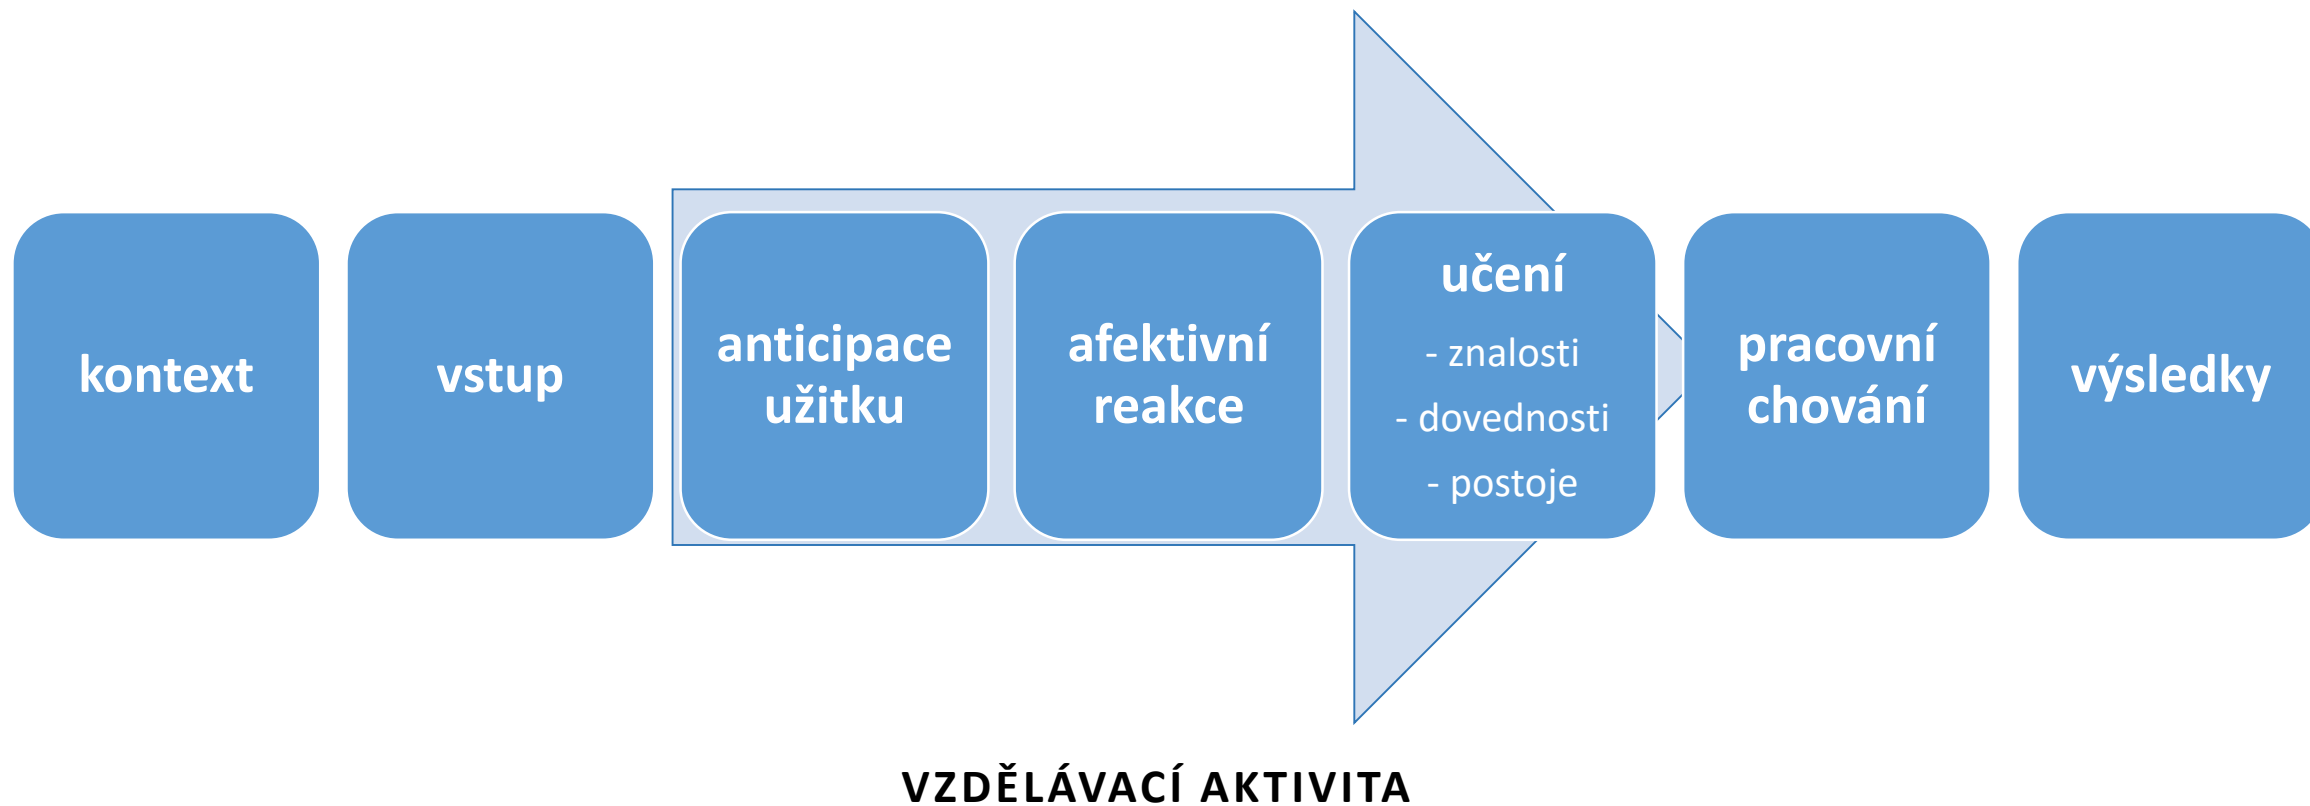 kontext
vstup
anticipace
užitku
afektivní
reakce
učení
- znalosti
- dovednosti
- postoje
pracovní
chování
výsledky
VZDĚLÁVACÍ AKTIVITA